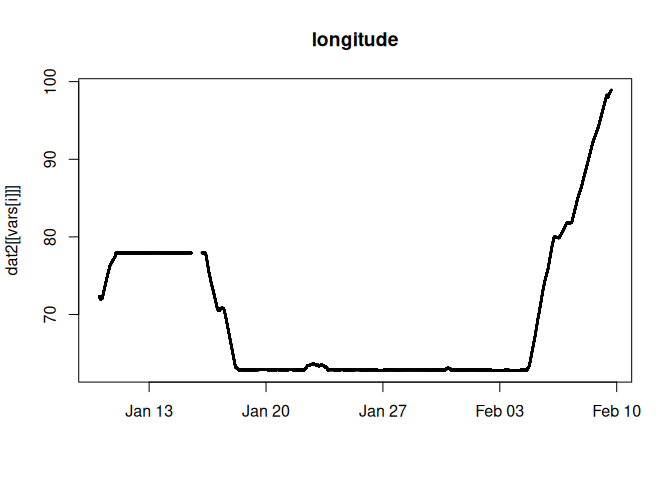 longitude
dat2[[vars[i]]]
100
90
80
70
Jan 13
Jan 20
Jan 27
Feb 03
Feb 10